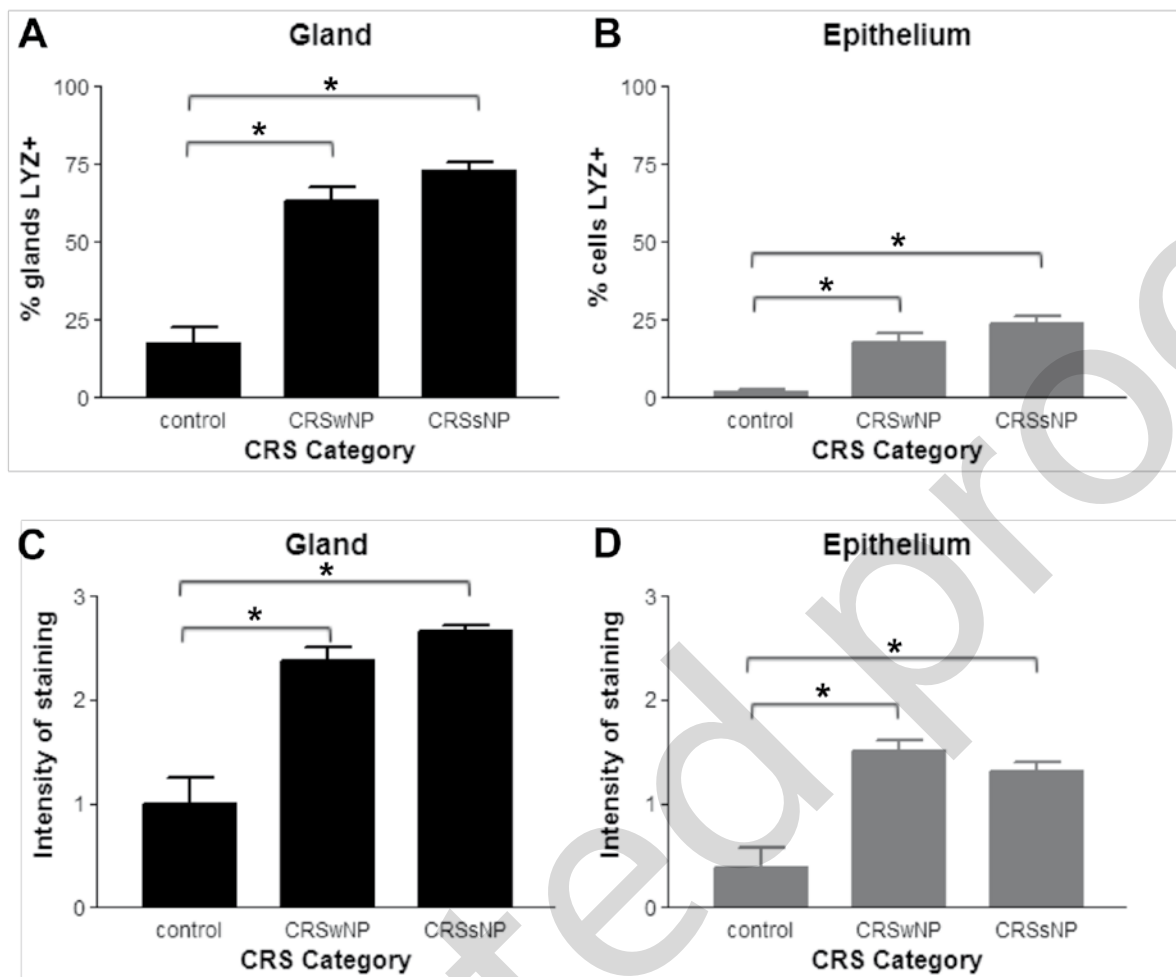 A
Gland
% glands LYZ+
100
75
50
25
0
*
*
control
CRSwNP
CRSsNP
CRS Category
B
Epithelium
% cells LYZ+
100
75
50
25
0
*
*
control
CRSwNP
CRSsNP
CRS Category
C
Gland
Intensity of staining
3
2
1
0
*
*
control
CRSwNP
CRSsNP
CRS Category
D
Epithelium
Intensity of staining
3
2
1
0
*
*
control
CRSwNP
CRSsNP
CRS Category